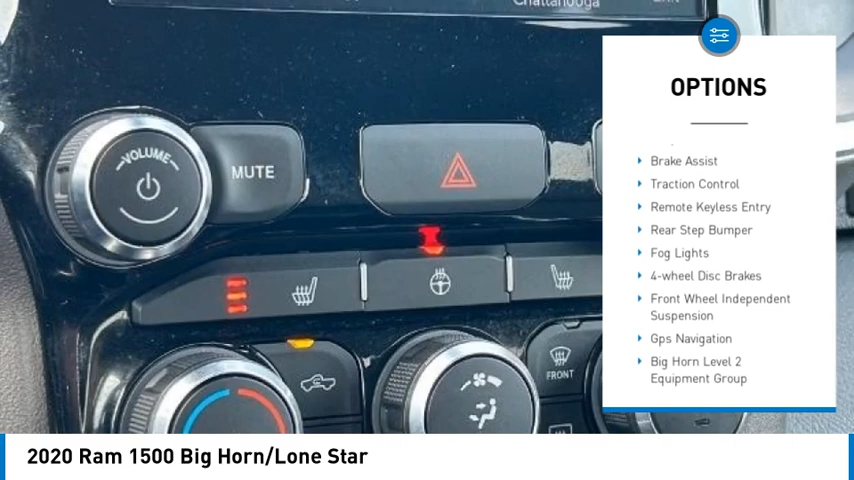 Chattanooga
VOLUME
MUTE
FRONT
OPTIONS
Brake Assist
Traction Control
Remote Keyless Entry
Rear Step Bumper
Fog Lights
4-wheel Disc Brakes
Front Wheel Independent
Suspension
Gps Navigation
Big Horn Level 2
Equipment Group
2020 Ram 1500 Big Horn/Lone Star